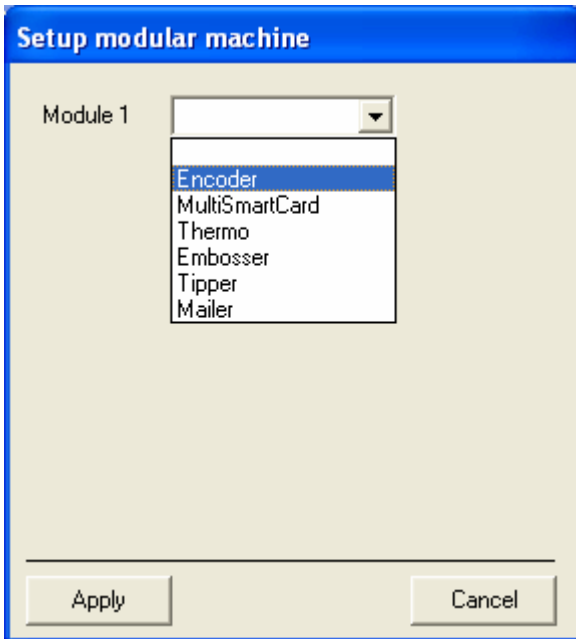 Setup modular machine
Module 1
Encoder
MultiSmartCard
Thermo
Embosser
Tipper
Mailer
Apply
Cancel